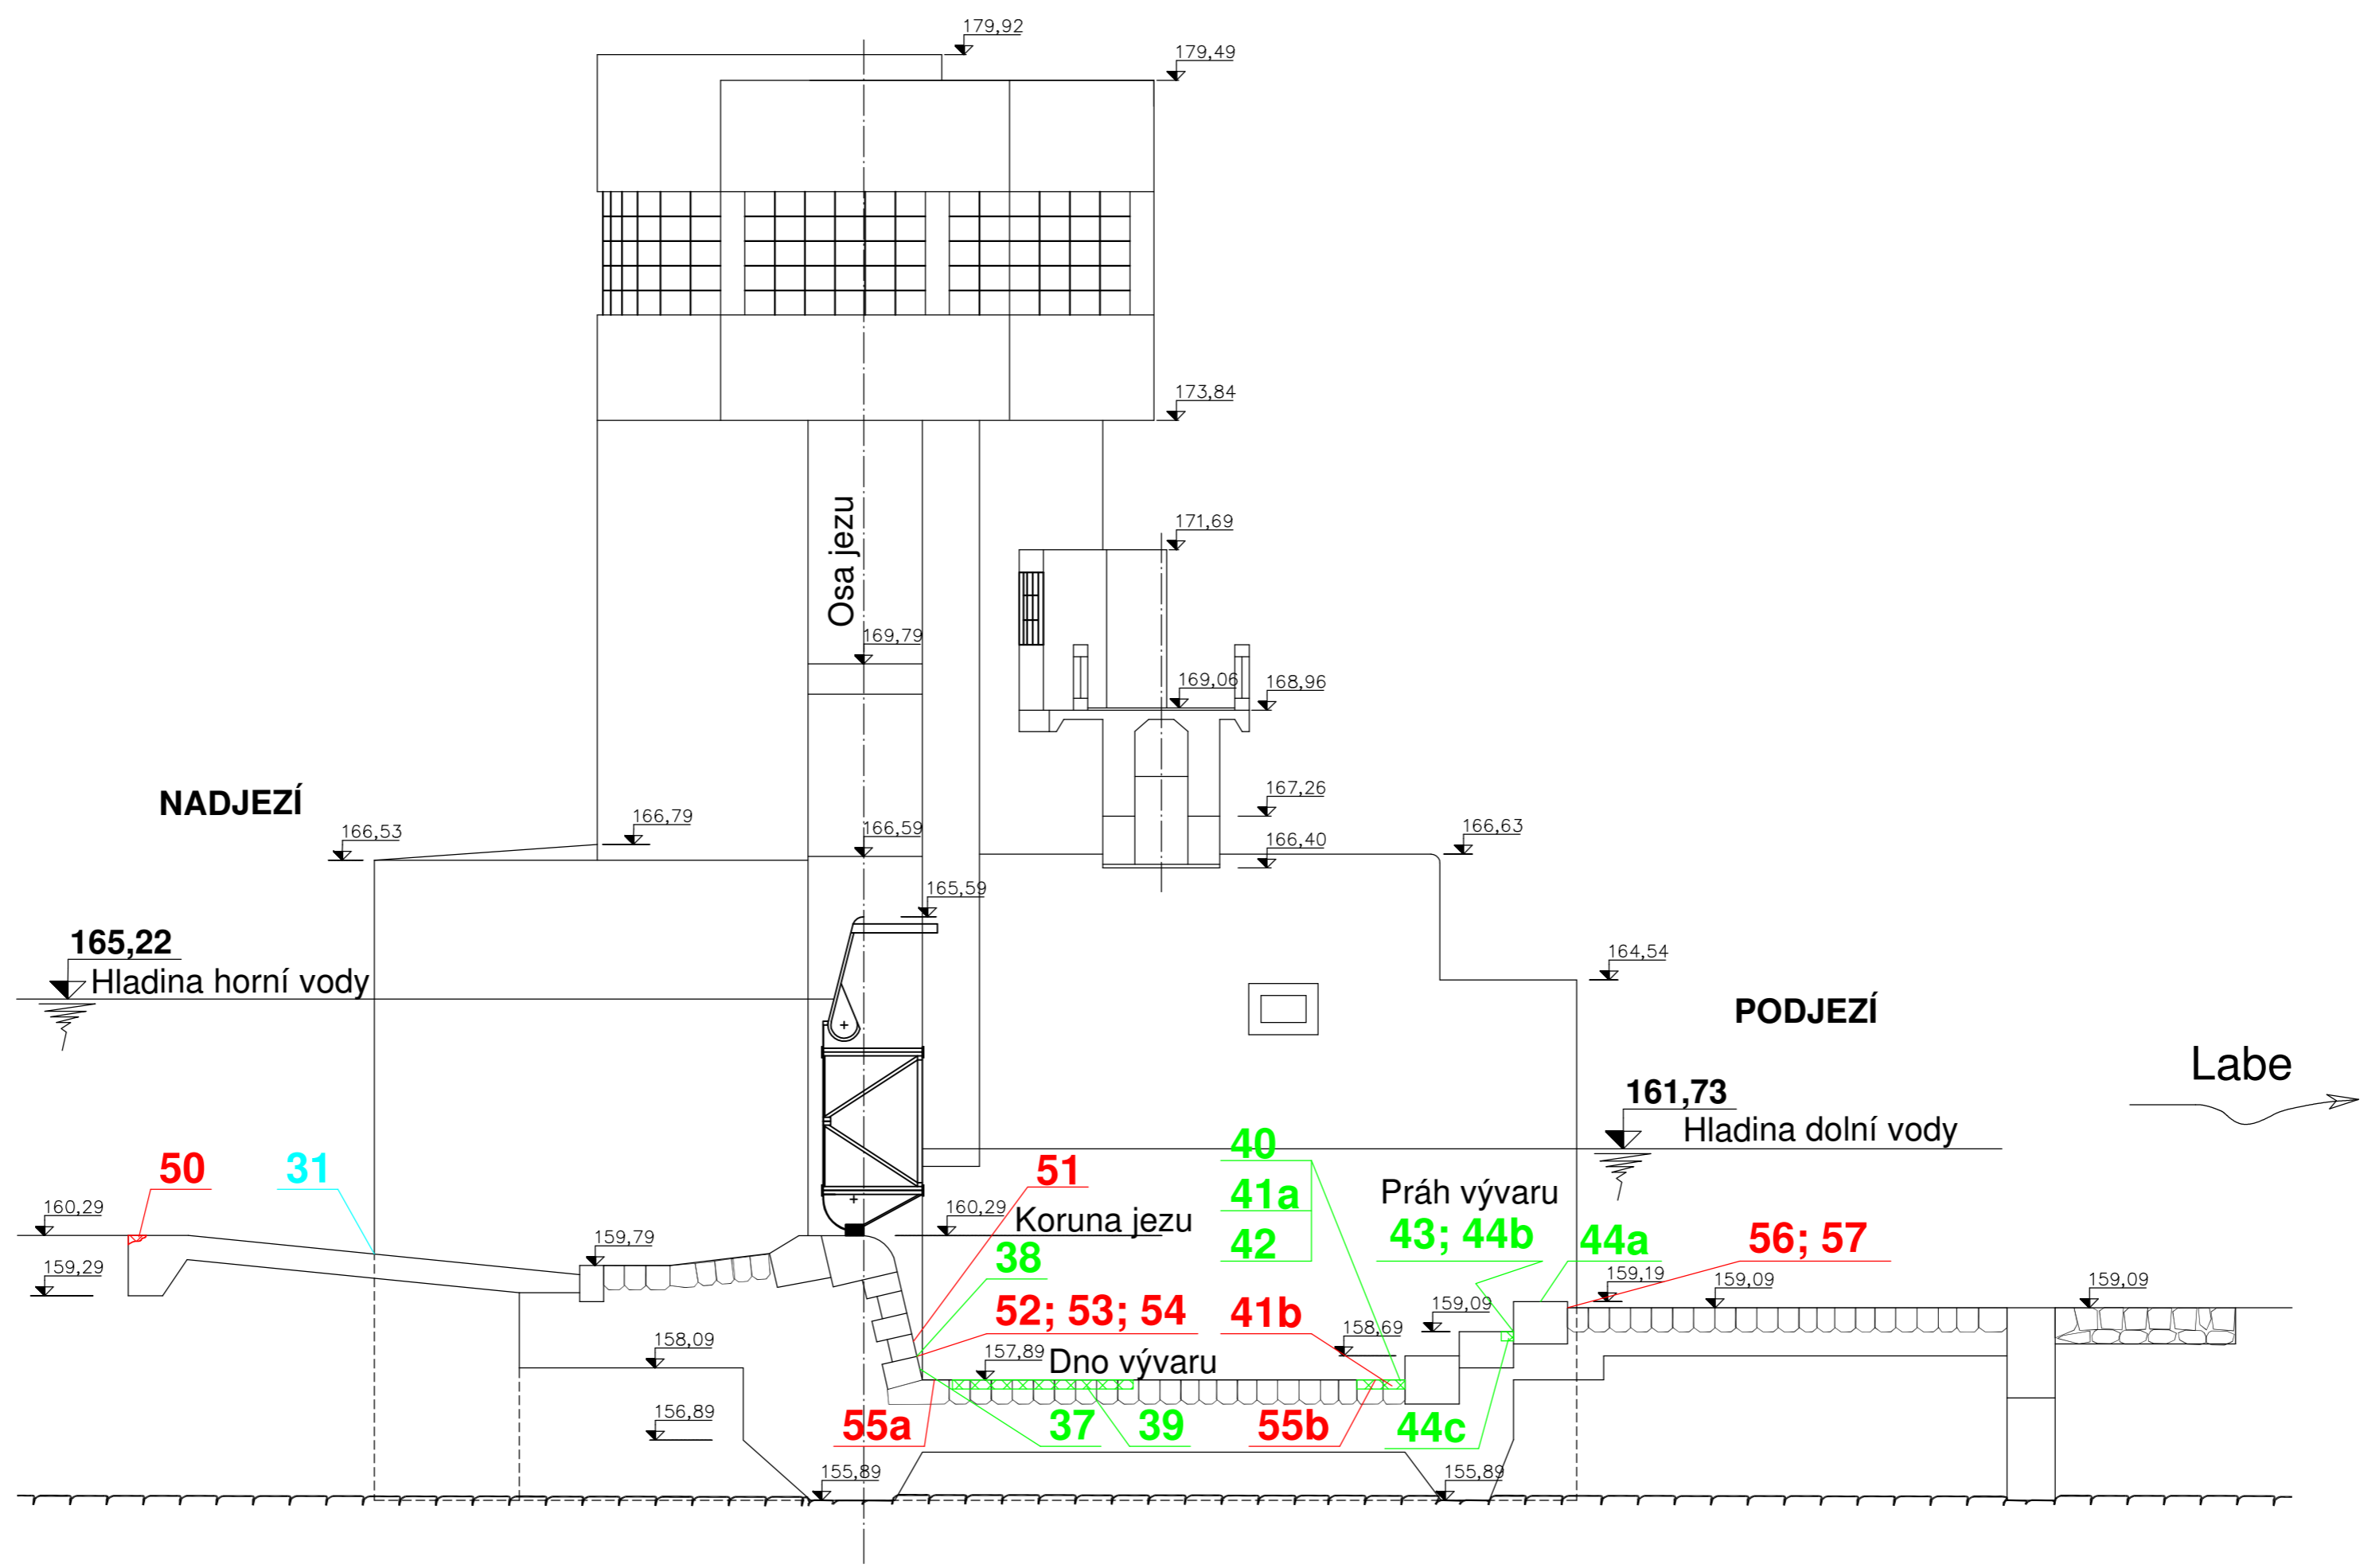 179,92
179,49
173,84
171,69
Osa jezu
169,79
169,06
168,96
167,26
NADJEZÍ
166,79
166,53
166,59
166,63
166,40
165,59
165,22
Hladina horní vody
164,54
PODJEZÍ
Labe
161,73
Hladina dolní vody
40
50
31
51
41a
Práh vývaru
160,29
160,29
Koruna jezu
42
43; 44b
44a
56; 57
38
159,79
159,29
159,19
159,09
159,09
52; 53; 54
41b
159,09
158,69
158,09
157,89
Dno vývaru
55a
37
39
55b
44c
156,89
155,89
155,89